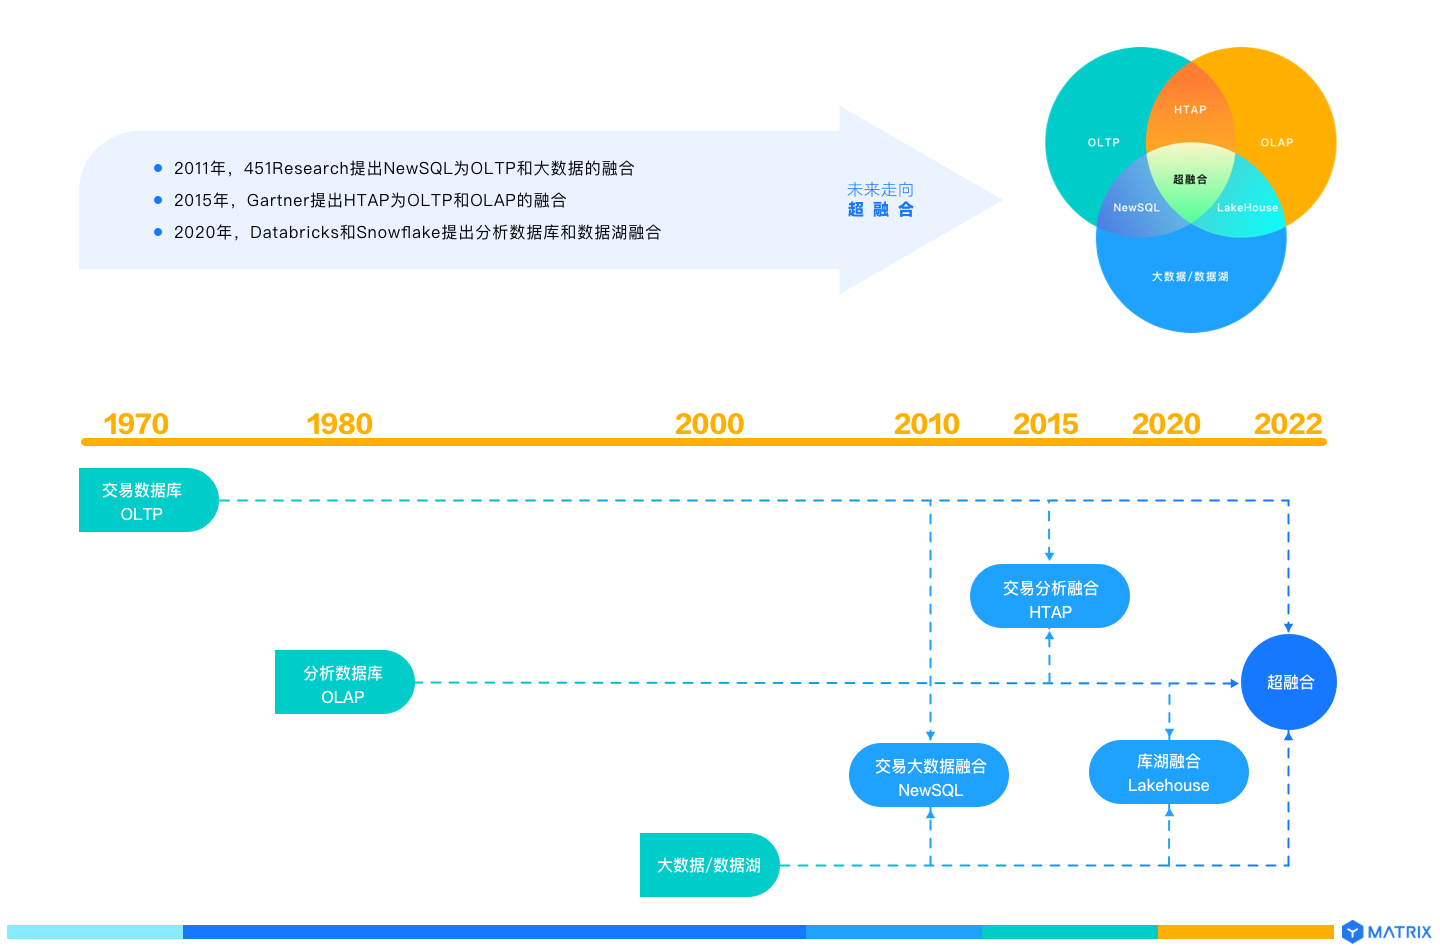 2011年，451Research提出NewSQL为OLTP和大数据的融合
2015年，Gartner提出HTAP为OLTP和OLAP的融合
2020年，Databricks和Snowflake提出分析数据库和数据湖融合
未来走向
超融合
HTAP
OLTP
OLAP
超融合
NewSQL
LakeHouse
大数据/数据湖
1970
1980
2000
2010
2015
2020
2022
交易数据库
OLTP
交易分析融合
HTAP
分析数据库
OLAP
超融合
交易大数据融合
NewSQL
库湖融合
Lakehouse
大数据/数据湖
MATRIX